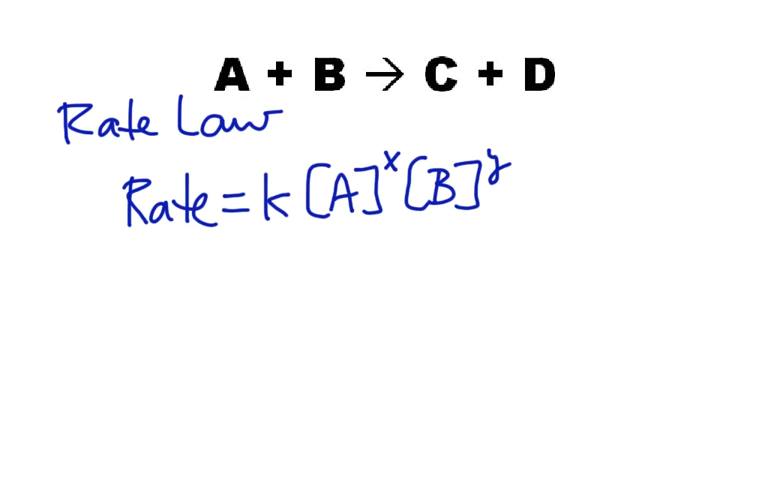 A + B → C + D
Rate Law
Rate = k [A]ˣ [B]ʸ